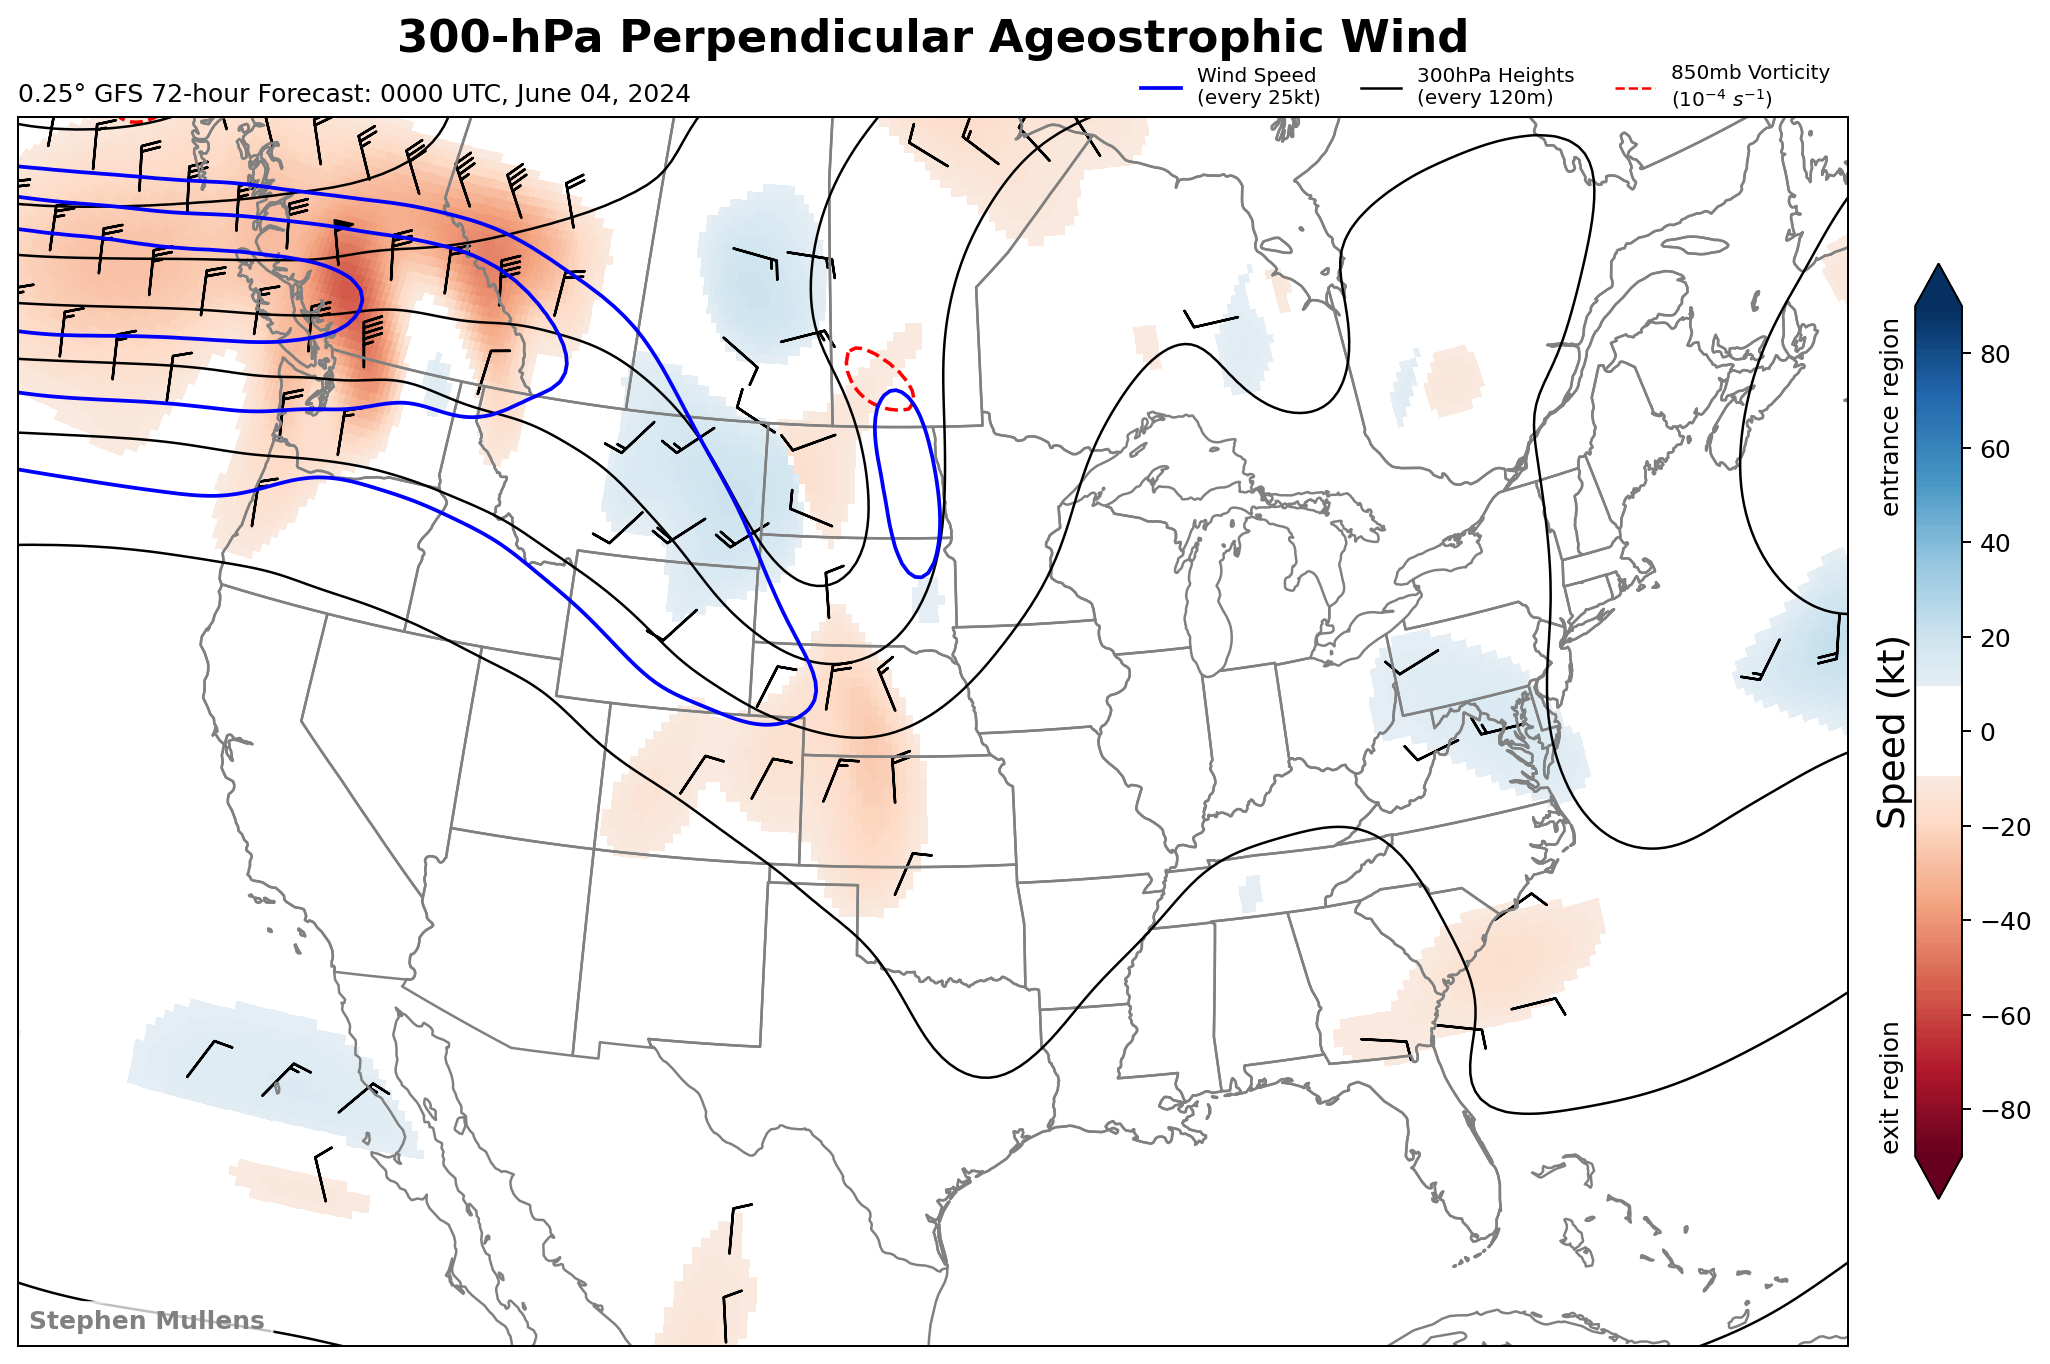 300-hPa Perpendicular Ageostrophic Wind
0.25° GFS 72-hour Forecast: 0000 UTC, June 04, 2024
Wind Speed
(every 25kt)
300hPa Heights
(every 120m)
850mb Vorticity
(10⁻⁴ s⁻¹)
entrance region
Speed (kt)
exit region
80
60
40
20
0
−20
−40
−60
−80
Stephen Mullens